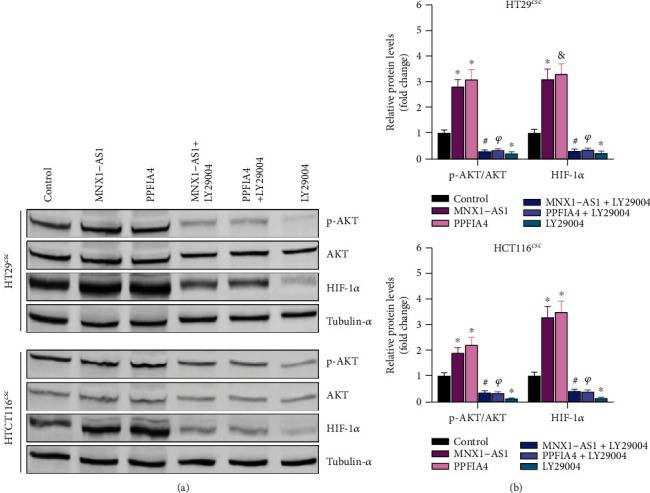 Control
MNX1-AS1
PPFIA4
MNX1-AS1+
LY29004
PPFIA4
+LY29004
LY29004
HT29csc
p-AKT
AKT
HIF-1α
Tubulin-α
HTCT116csc
p-AKT
AKT
HIF-1α
Tubulin-α
(a)
HT29csc
Relative protein levels
(fold change)
6
5
4
3
2
1
0
* * # φ *
* & # φ *
p-AKT/AKT HIF-1α
Control
MNX1-AS1
PPFIA4
MNX1-AS1 + LY29004
PPFIA4 + LY29004
LY29004
HCT116csc
Relative protein levels
(fold change)
6
5
4
3
2
1
0
* * # φ *
* * # φ *
p-AKT/AKT HIF-1α
Control
MNX1-AS1
PPFIA4
MNX1-AS1 + LY29004
PPFIA4 + LY29004
LY29004
(b)